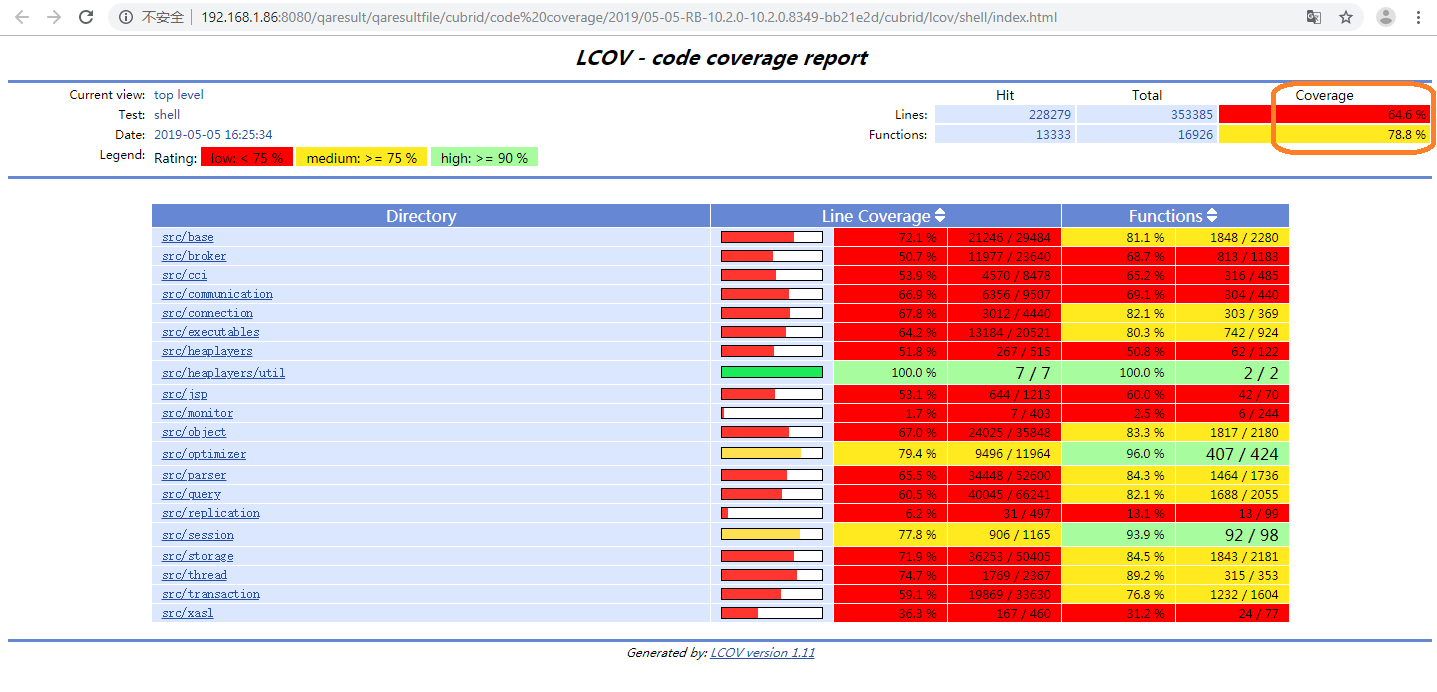 不安全 192.168.1.86:8080/qaresult/qaresultfile/cubrid/code%20coverage/2019/05-05-RB-10.2.0-10.2.0.8349-bb21e2d/cubrid/lcov/shell/index.html
LCOV - code coverage report
Current view: top level Hit Total Coverage
Test: shell Lines: 228279 353385 64.6 %
Date: 2019-05-05 16:25:34 Functions: 13333 16926 78.8 %
Legend: Rating: low: < 75 % medium: >= 75 % high: >= 90 %
Directory Line Coverage Functions
src/base 72.1 % 21246 / 29484 81.1 % 1848 / 2280
src/broker 50.7 % 11977 / 23640 68.7 % 813 / 1183
src/cci 53.9 % 4570 / 8478 65.2 % 316 / 485
src/communication 66.9 % 6356 / 9507 69.1 % 304 / 440
src/connection 67.8 % 3012 / 4440 82.1 % 303 / 369
src/executables 64.2 % 13184 / 20521 80.3 % 742 / 924
src/heaplayers 51.8 % 267 / 515 50.8 % 62 / 122
src/heaplayers/util 100.0 % 7 / 7 100.0 % 2 / 2
src/jsp 53.1 % 644 / 1213 60.0 % 42 / 70
src/monitor 1.7 % 7 / 403 2.5 % 6 / 244
src/object 67.0 % 24025 / 35848 83.3 % 1817 / 2180
src/optimizer 79.4 % 9496 / 11964 96.0 % 407 / 424
src/parser 65.5 % 34448 / 52600 84.3 % 1464 / 1736
src/query 60.5 % 40045 / 66241 82.1 % 1688 / 2055
src/replication 6.2 % 31 / 497 13.1 % 13 / 99
src/session 77.8 % 906 / 1165 93.9 % 92 / 98
src/storage 71.9 % 36253 / 50405 84.5 % 1843 / 2181
src/thread 74.7 % 1769 / 2367 89.2 % 315 / 353
src/transaction 59.1 % 19869 / 33630 76.8 % 1232 / 1604
src/xasl 36.3 % 167 / 460 31.2 % 24 / 77
Generated by: LCOV version 1.11